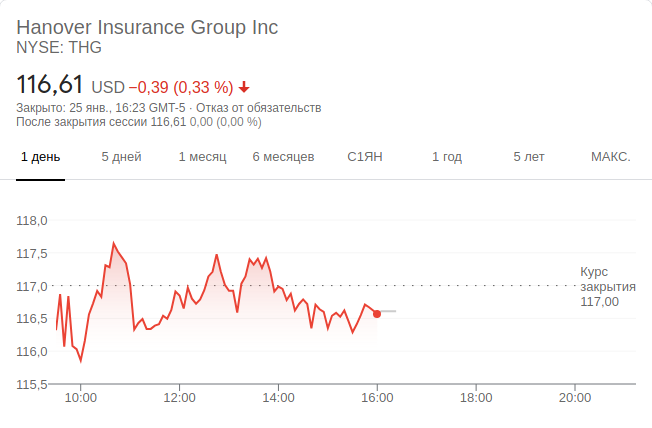 Hanover Insurance Group Inc
NYSE: THG
116,61 USD −0,39 (0,33 %)
Закрыто: 25 янв., 16:23 GMT-5 · Отказ от обязательств
После закрытия сессии 116,61 0,00 (0,00 %)
1 день 5 дней 1 месяц 6 месяцев С1ЯН 1 год 5 лет МАКС.
118,0
117,5
117,0
116,5
116,0
115,5
Курс
закрытия
117,00
10:00 12:00 14:00 16:00 18:00 20:00